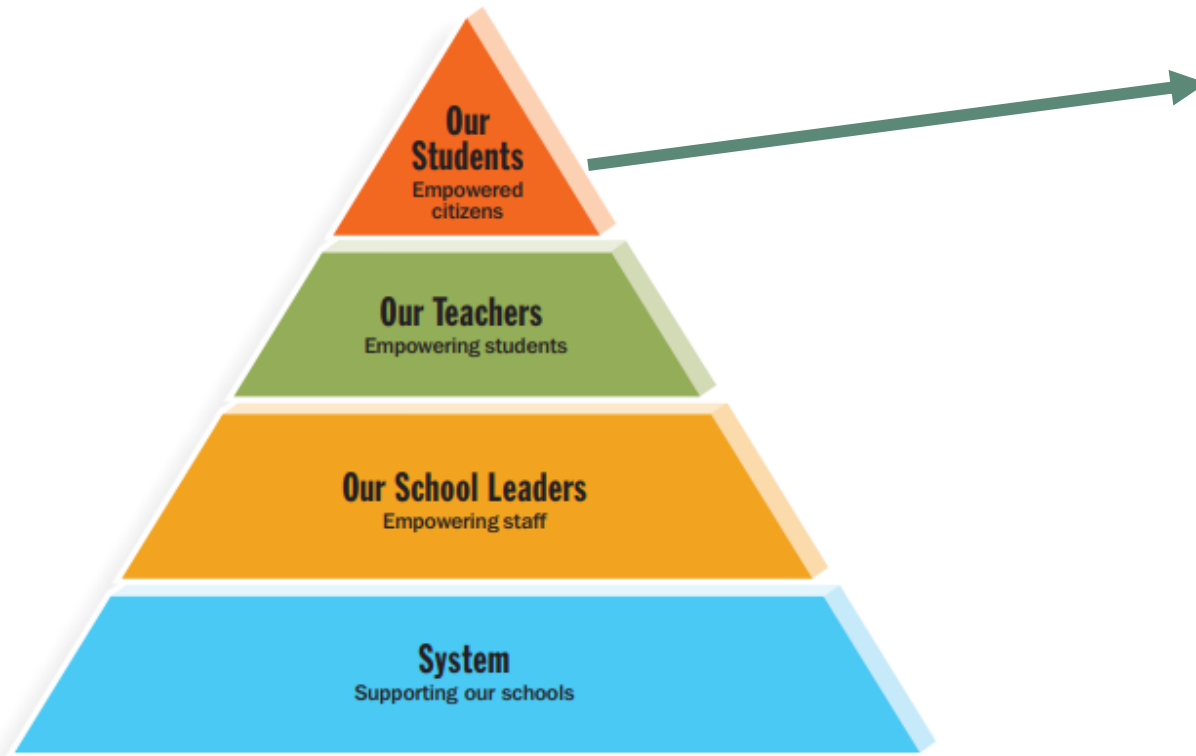 Our
Students
Empowered
citizens
Our Teachers
Empowering students
Our School Leaders
Empowering staff
System
Supporting our schools